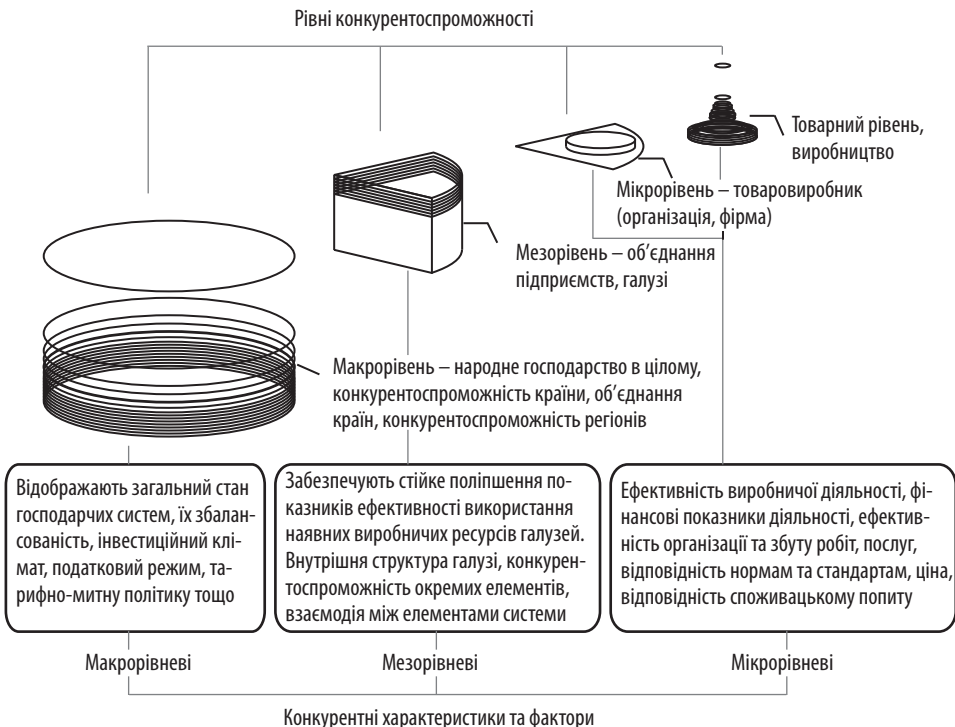 Рівні конкурентоспроможності
Товарний рівень,
виробництво
Мікрорівень – товаровиробник
(організація, фірма)
Мезорівень – об’єднання
підприємств, галузі
Макрорівень – народне господарство в цілому,
конкурентоспроможність країни, об’єднання
країн, конкурентоспроможність регіонів
Відображають загальний стан
господарчих систем, їх збалан-
сованість, інвестиційний клі-
мат, податковий режим, та-
рифно-митну політику тощо
Забезпечують стійке поліпшення по-
казників ефективності використання
наявних виробничих ресурсів галузей.
Внутрішня структура галузі, конкурен-
тоспроможність окремих елементів,
взаємодія між елементами системи
Ефективність виробничої діяльності, фі-
нансові показники діяльності, ефектив-
ність організації та збуту робіт, послуг,
відповідність нормам та стандартам, ціна,
відповідність споживацькому попиту
Макрорівневі
Мезорівневі
Мікрорівневі
Конкурентні характеристики та фактори